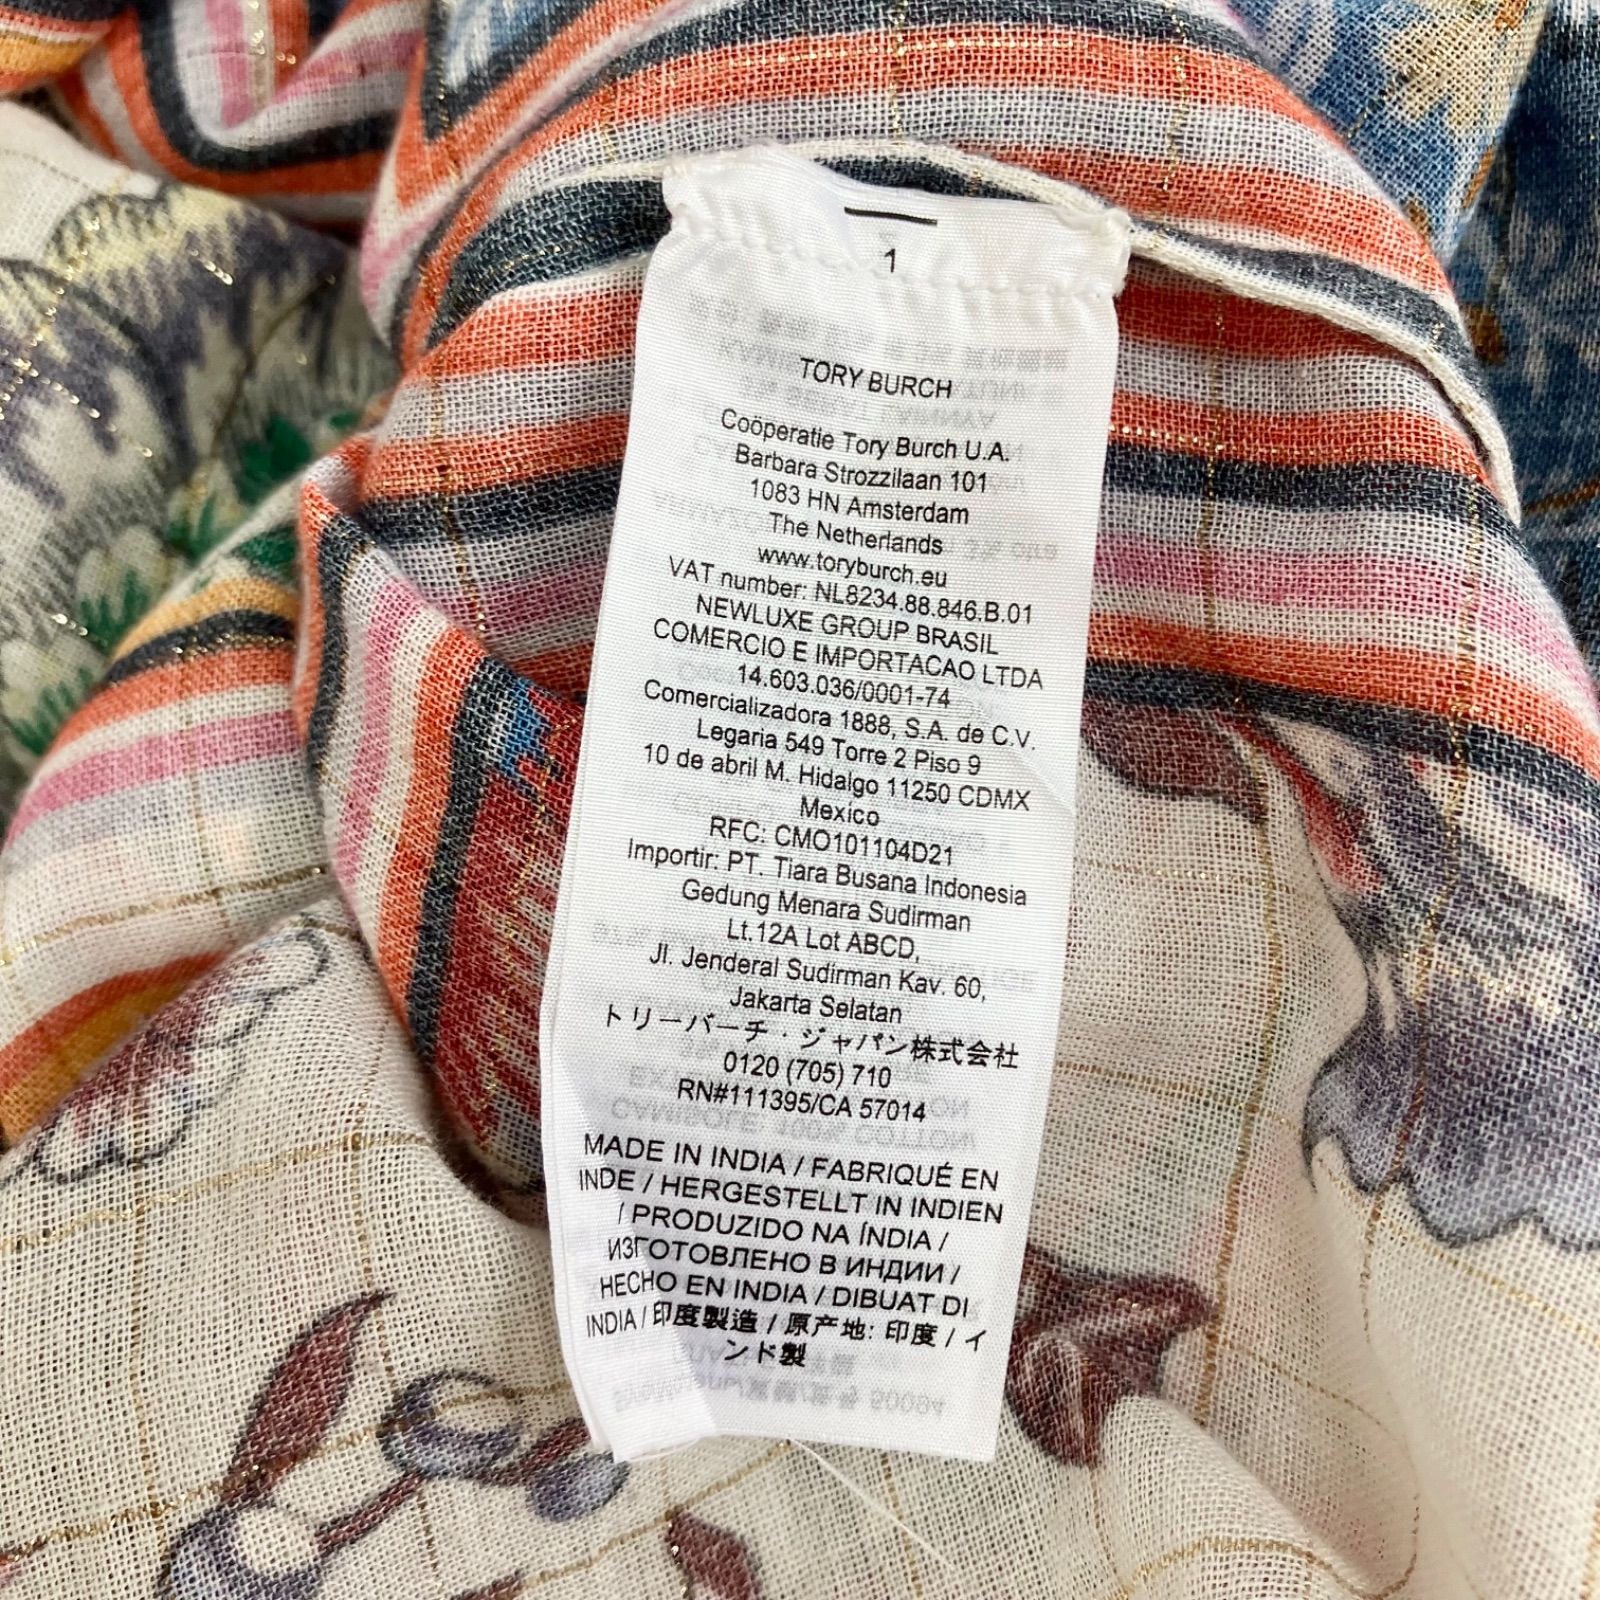 1
TORY BURCH
Coöperatie Tory Burch U.A.
Barbara Strozzilaan 101
1083 HN Amsterdam
The Netherlands
www.toryburch.eu
VAT number: NL8234.88.846.B.01
NEWLUXE GROUP BRASIL
COMERCIO E IMPORTACAO LTDA
14.603.036/0001-74
Comercializadora 1888, S.A. de C.V.
Legaria 549 Torre 2 Piso 9
10 de abril M. Hidalgo 11250 CDMX
Mexico
RFC: CMO101104D21
Importir: PT. Tiara Busana Indonesia
Gedung Menara Sudirman
Lt.12A Lot ABCD,
Jl. Jenderal Sudirman Kav. 60,
Jakarta Selatan
トリーバーチ・ジャパン株式会社
0120 (705) 710
RN#111395/CA 57014
MADE IN INDIA / FABRIQUÉ EN
INDE / HERGESTELLT IN INDIEN
/ PRODUZIDO NA ÍNDIA /
ИЗГОТОВЛЕНО В ИНДИИ /
HECHO EN INDIA / DIBUAT DI
INDIA / 印度製造 / 原产地: 印度 / イ
ンド製